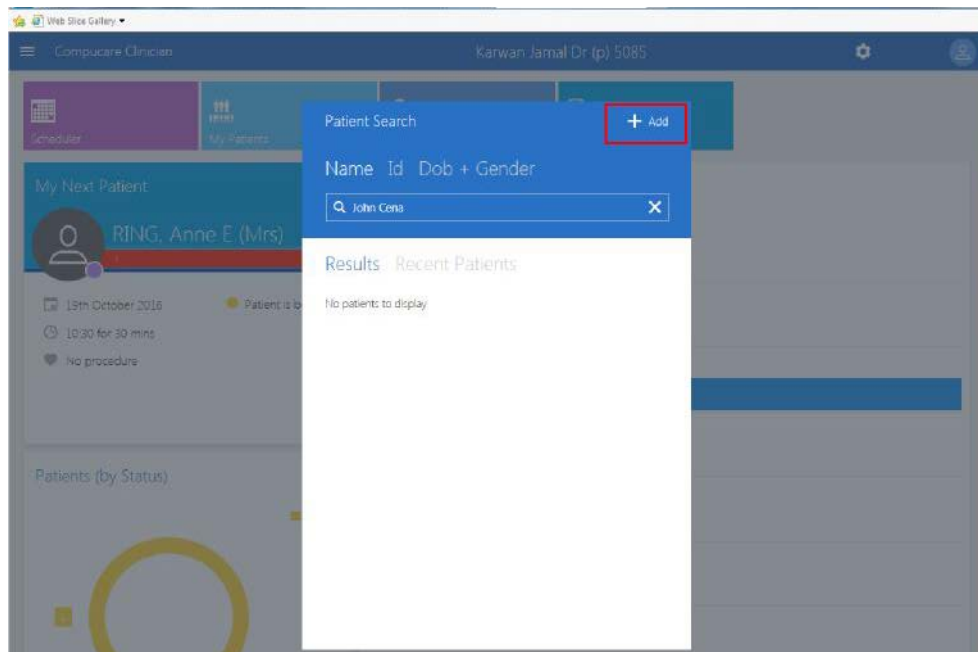 Web Slice Gallery
Compucare Clinician
Karwan Jamal Dr (p) 5085
Scheduler
My Patients
Patient Search
+ Add
Name Id Dob + Gender
John Cena
Results Recent Patients
No patients to display
My Next Patient
RING, Anne E (Mrs)
19th October 2016
Patient is b
10:30 for 30 mins
No procedure
Patients (by Status)